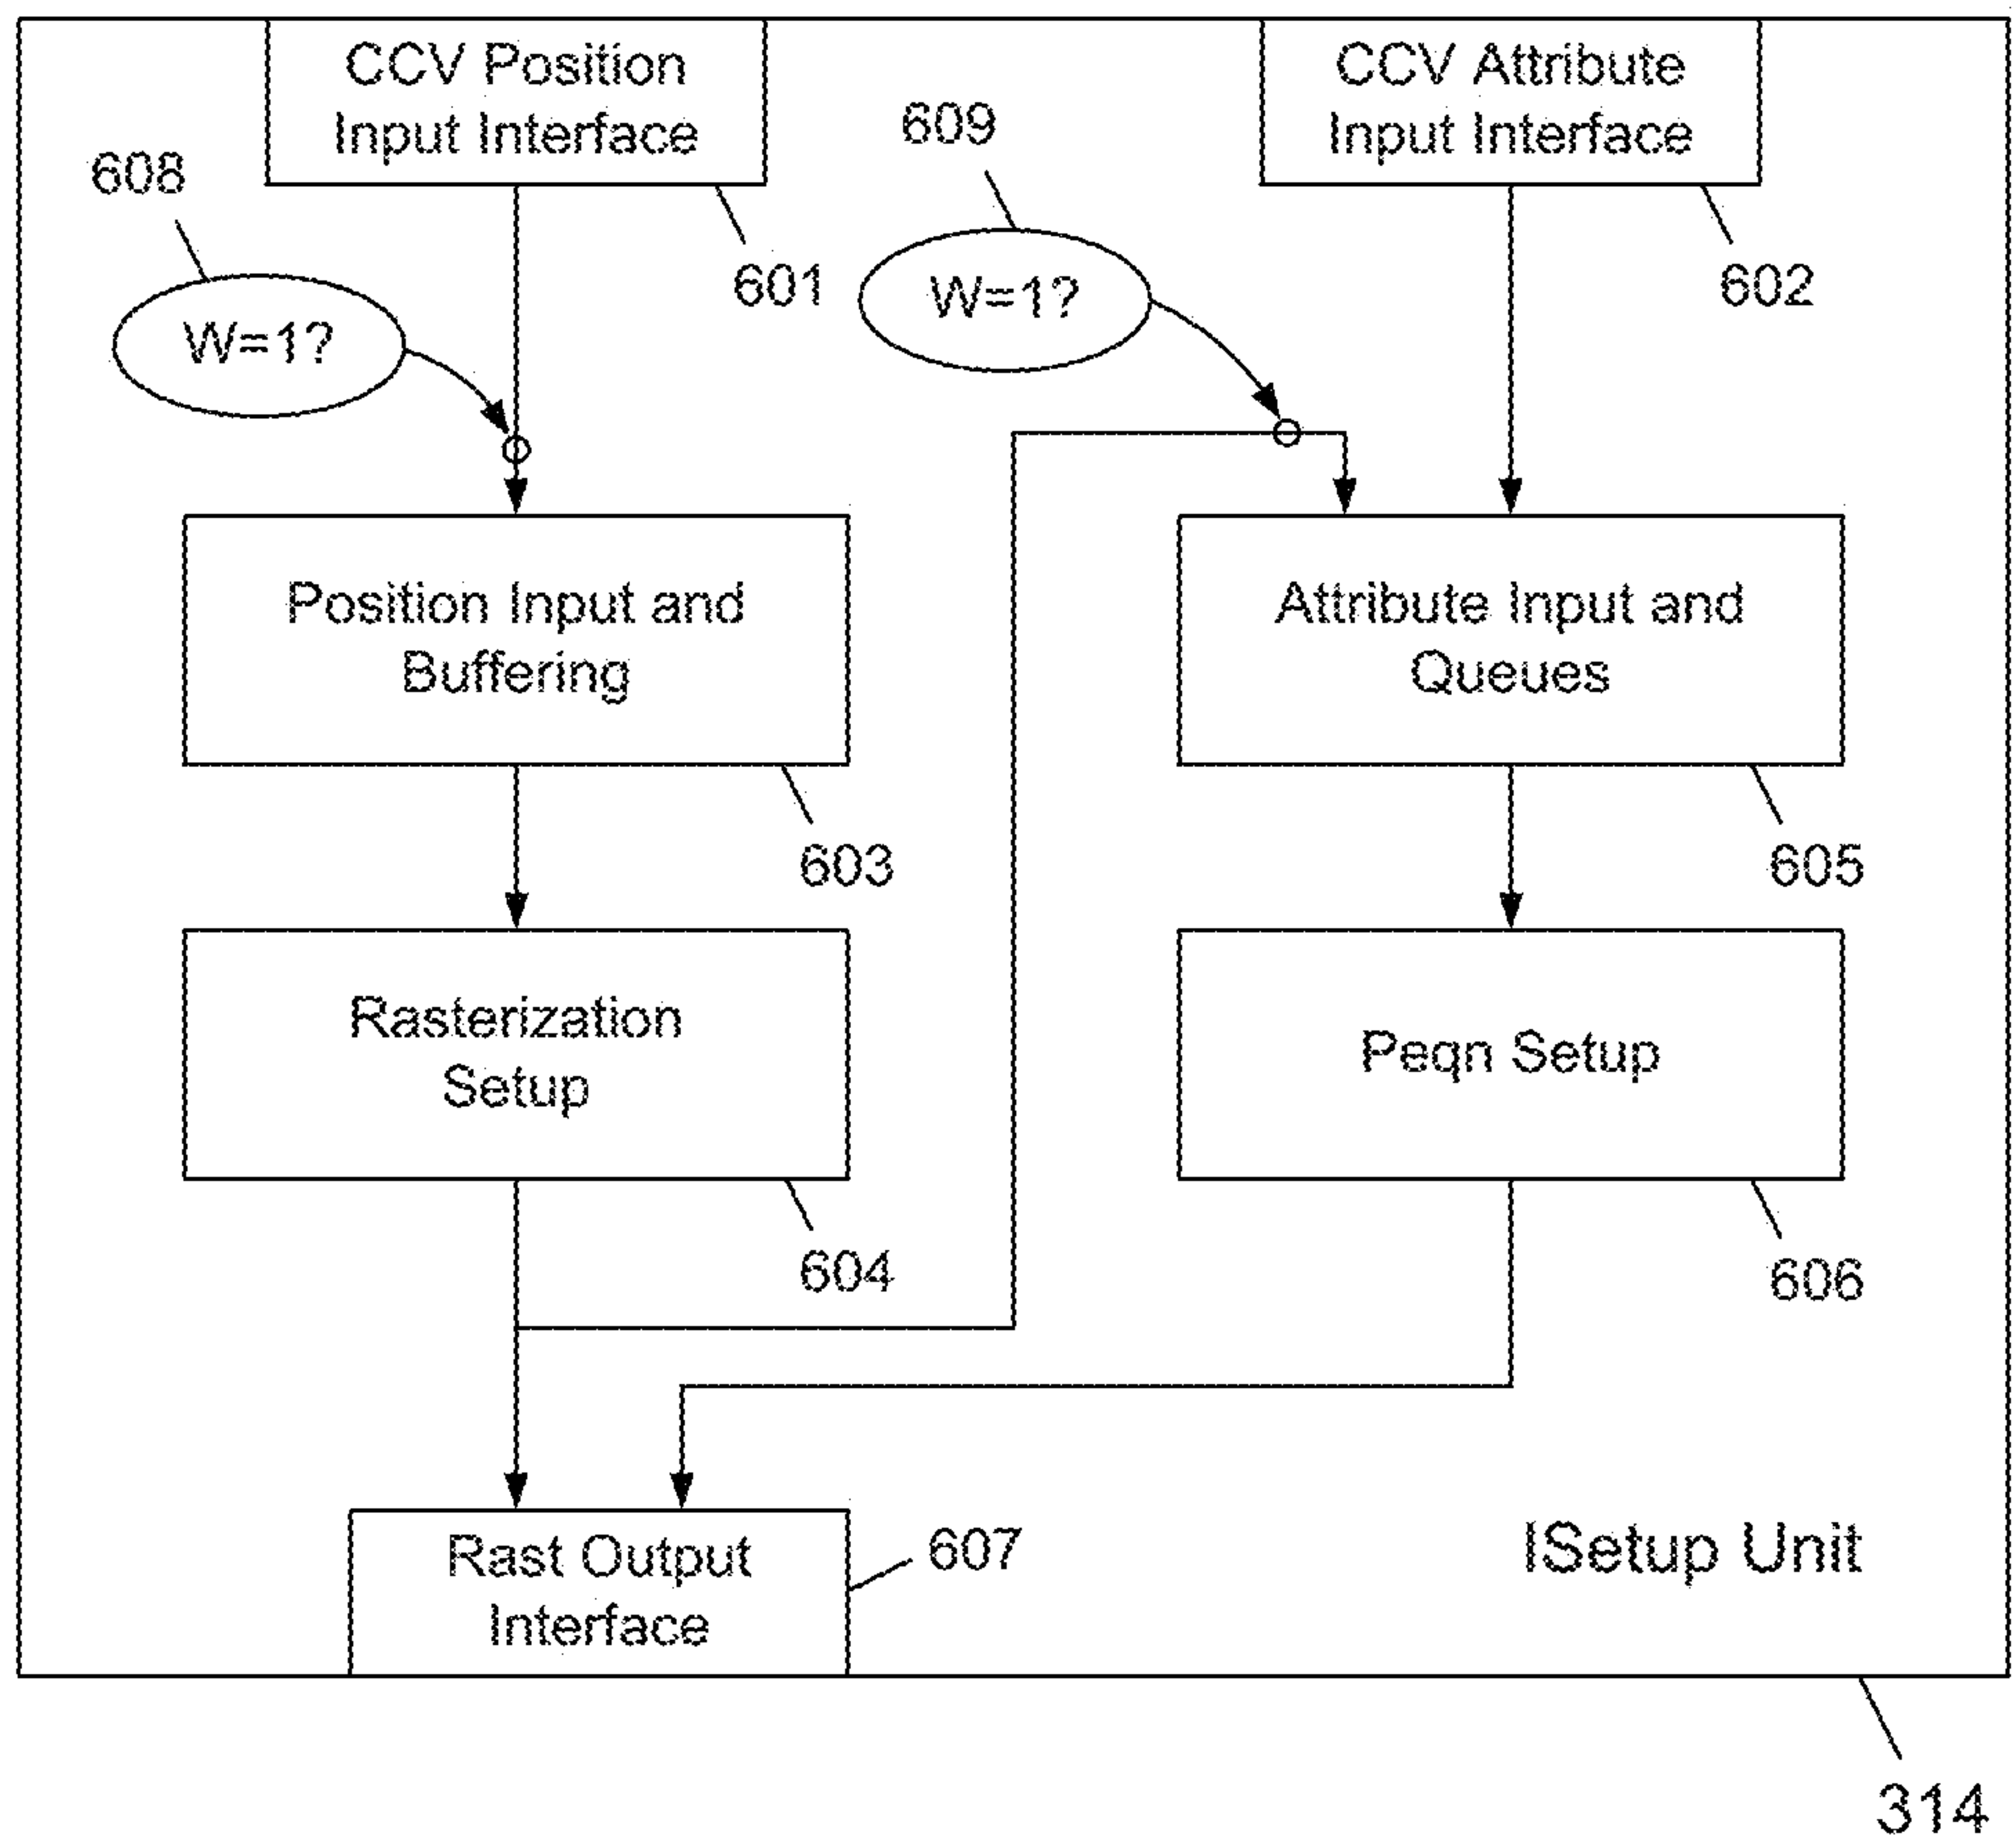 CCV Position
Input Interface
CCV Attribute
Input Interface
609
608
601
602
W=1?
W=1?
Position Input and
Buffering
Attribute Input and
Queues
603
605
Rasterization
Setup
Peqn Setup
604
606
Rast Output
Interface
607
ISetup Unit
314